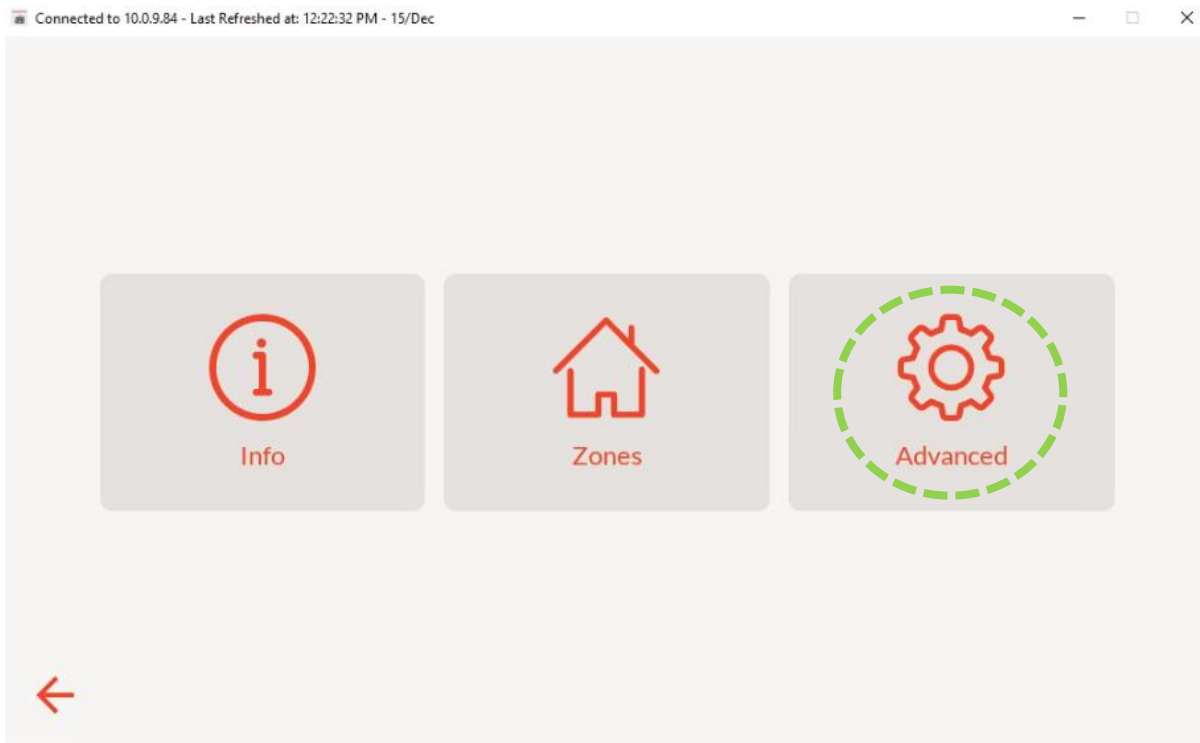 Connected to 10.0.9.84 - Last Refreshed at: 12:22:32 PM - 15/Dec
Info
Zones
Advanced